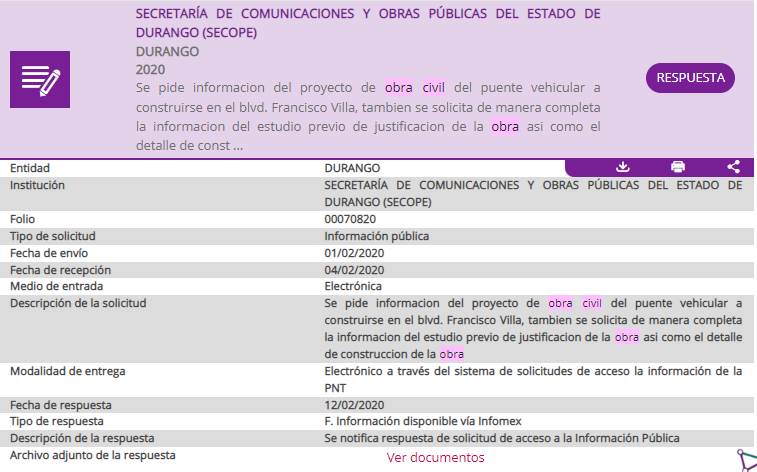 SECRETARÍA DE COMUNICACIONES Y OBRAS PÚBLICAS DEL ESTADO DE
DURANGO (SECOPE)
DURANGO
2020
Se pide informacion del proyecto de obra civil del puente vehicular a
construirse en el blvd. Francisco Villa, tambien se solicita de manera completa
la informacion del estudio previo de justificacion de la obra asi como el
detalle de const ...
RESPUESTA
Entidad DURANGO
Institución SECRETARÍA DE COMUNICACIONES Y OBRAS PÚBLICAS DEL ESTADO DE
DURANGO (SECOPE)
Folio 00070820
Tipo de solicitud Información pública
Fecha de envío 01/02/2020
Fecha de recepción 04/02/2020
Medio de entrada Electrónica
Descripción de la solicitud Se pide informacion del proyecto de obra civil del puente vehicular a
construirse en el blvd. Francisco Villa, tambien se solicita de manera completa
la informacion del estudio previo de justificacion de la obra asi como el detalle
de construccion de la obra
Modalidad de entrega Electrónico a través del sistema de solicitudes de acceso la información de la
PNT
Fecha de respuesta 12/02/2020
Tipo de respuesta F. Información disponible vía Infomex
Descripción de la respuesta Se notifica respuesta de solicitud de acceso a la Información Pública
Archivo adjunto de la respuesta Ver documentos